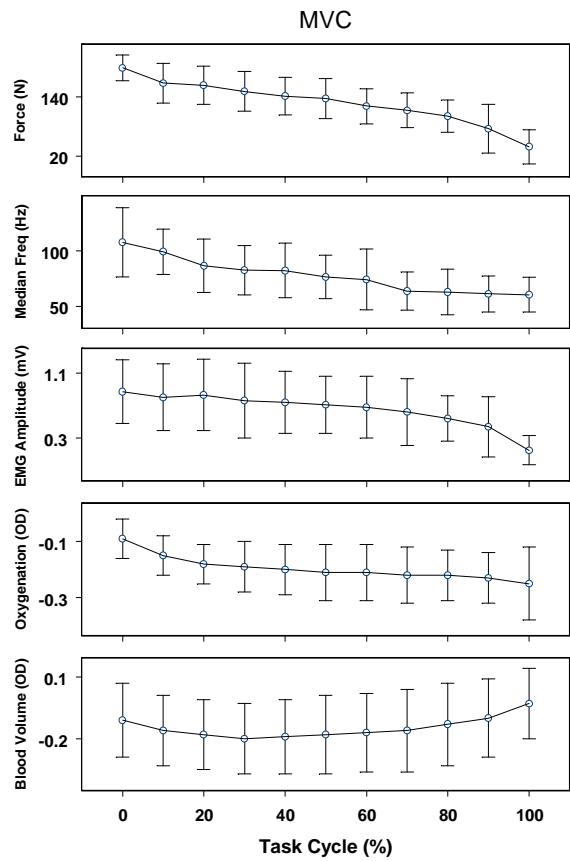 MVC
Force (N)
140
20
Median Freq (Hz)
100
50
EMG Amplitude (mV)
1.1
0.3
Oxygenation (OD)
-0.1
-0.3
Blood Volume (OD)
0.1
-0.2
0 20 40 60 80 100
Task Cycle (%)